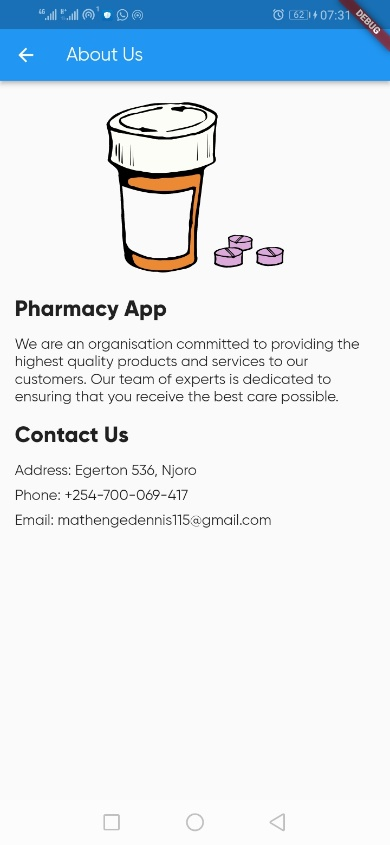 4G 1 62 07:31
DEBUG
About Us
Pharmacy App
We are an organisation committed to providing the
highest quality products and services to our
customers. Our team of experts is dedicated to
ensuring that you receive the best care possible.
Contact Us
Address: Egerton 536, Njoro
Phone: +254-700-069-417
Email: mathengedennis115@gmail.com